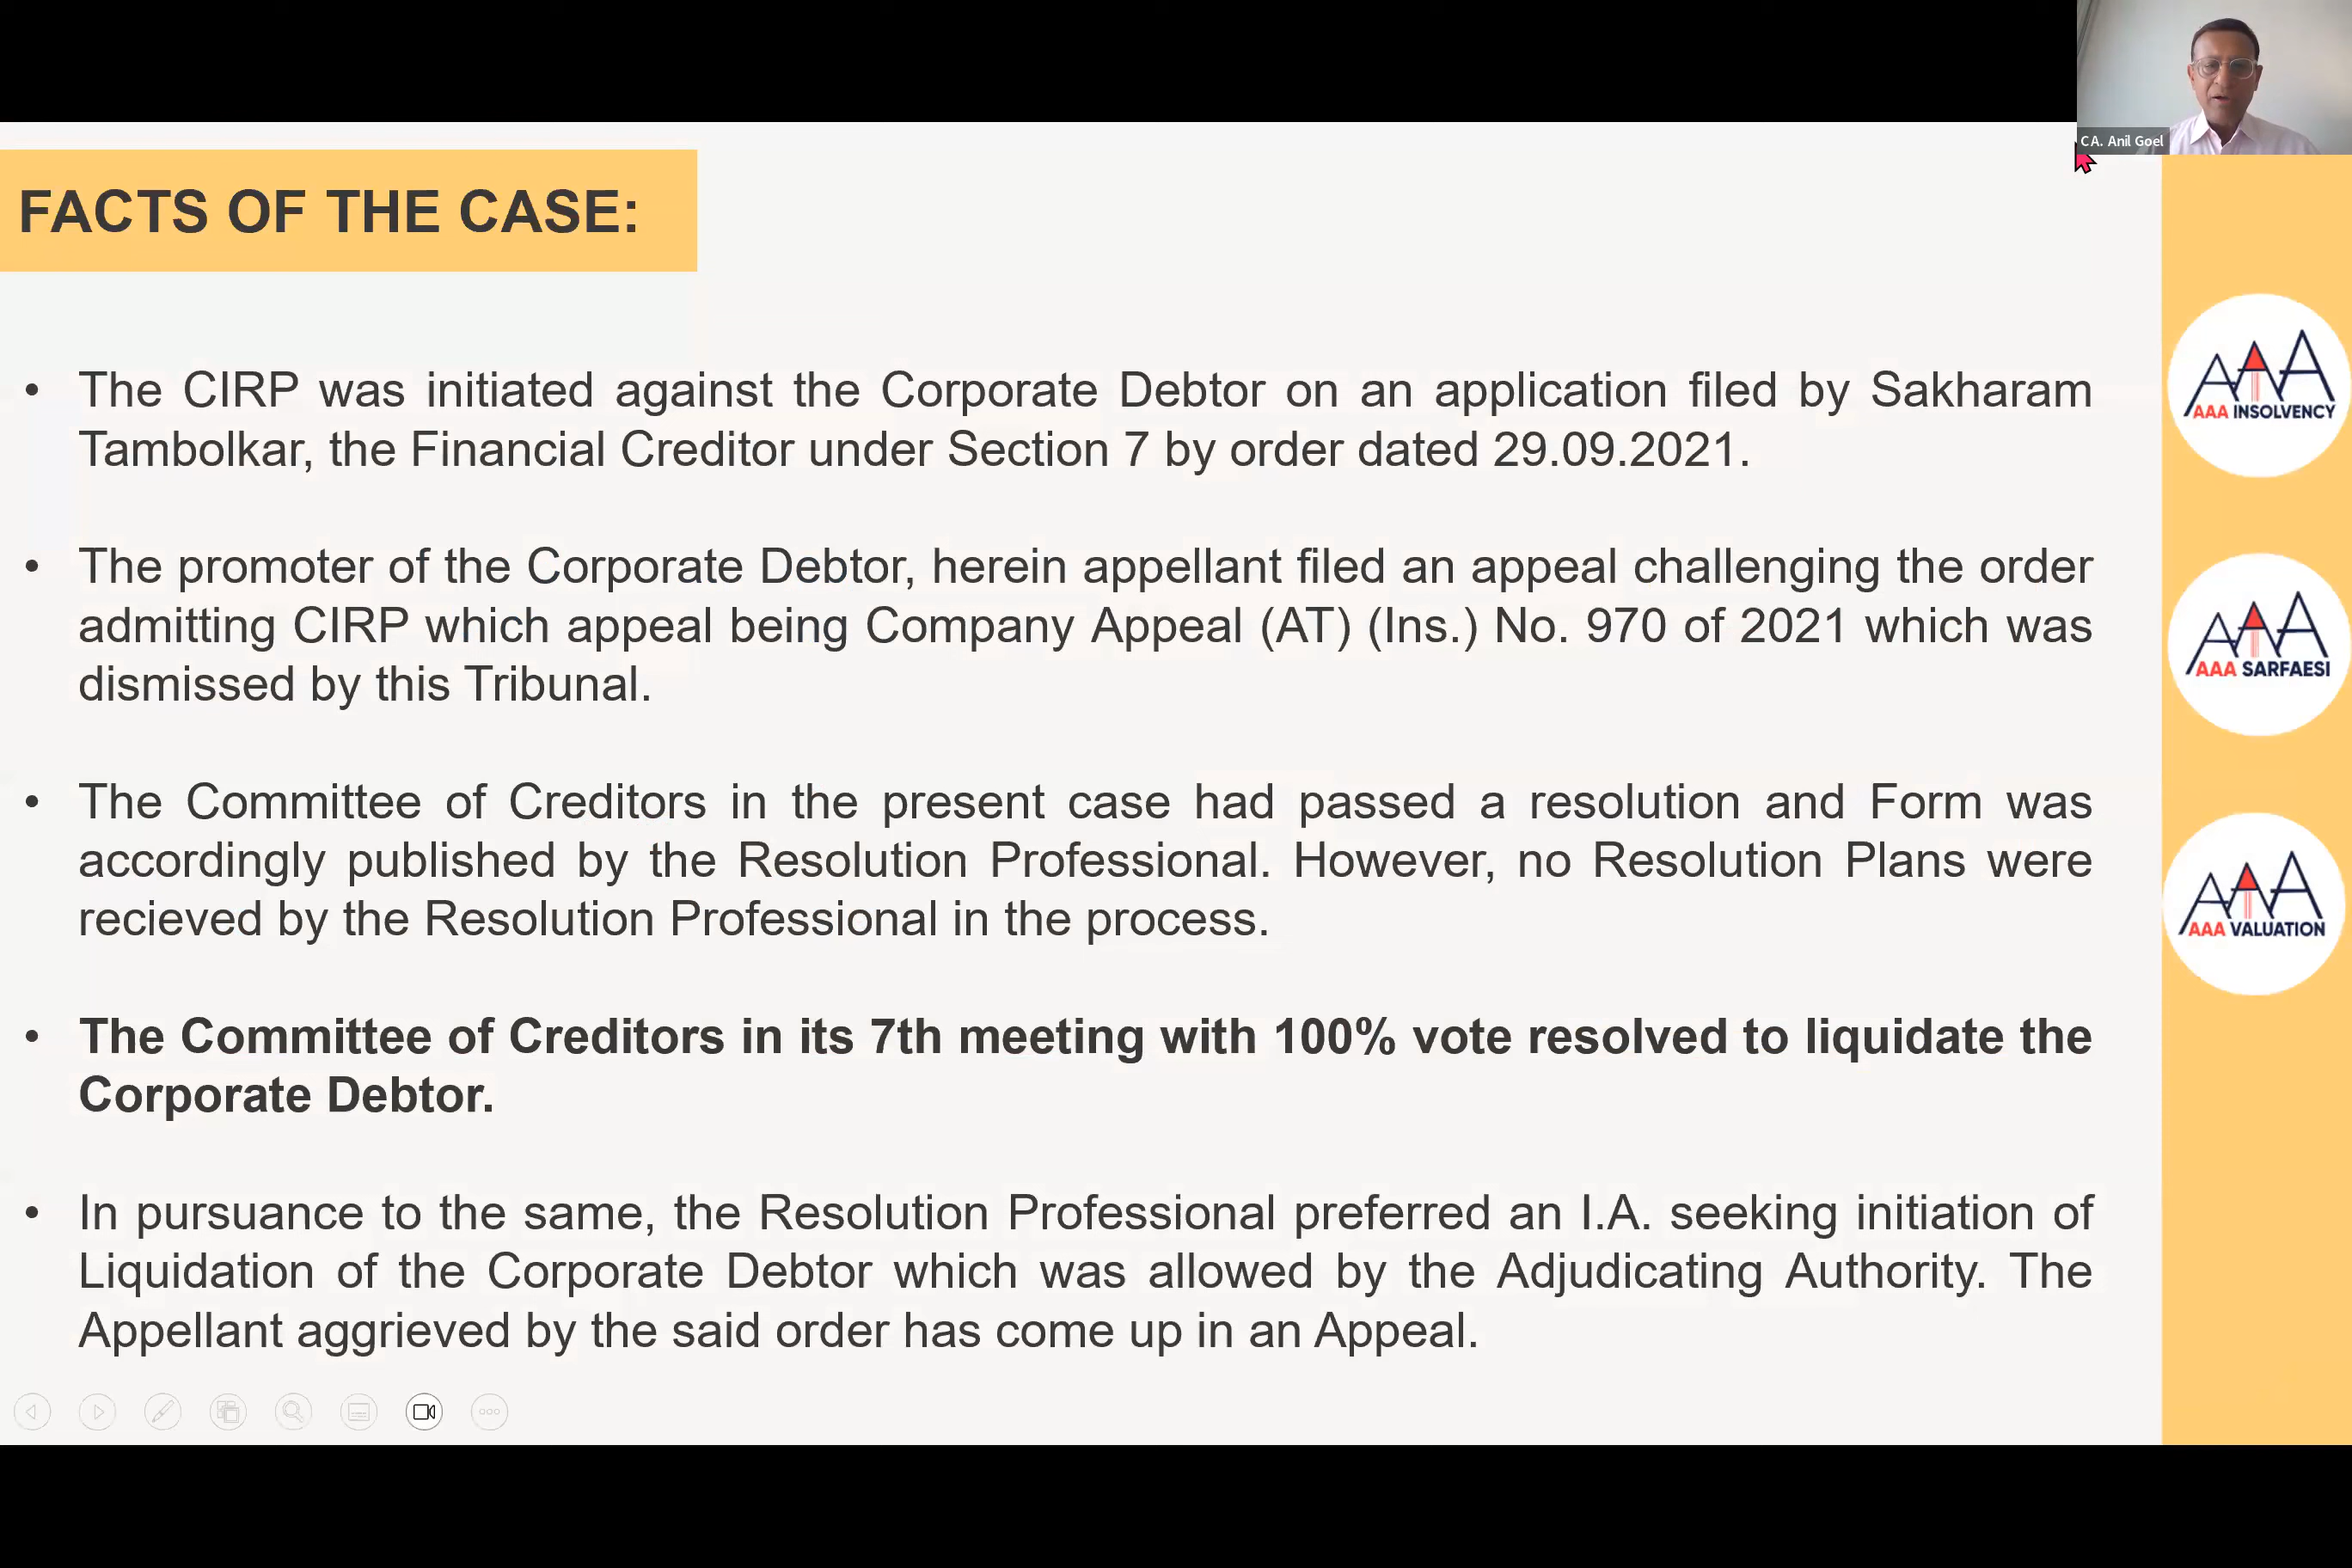 CA. Anil Goel
FACTS OF THE CASE:
• The CIRP was initiated against the Corporate Debtor on an application filed by Sakharam
Tambolkar, the Financial Creditor under Section 7 by order dated 29.09.2021.
• The promoter of the Corporate Debtor, herein appellant filed an appeal challenging the order
admitting CIRP which appeal being Company Appeal (AT) (Ins.) No. 970 of 2021 which was
dismissed by this Tribunal.
• The Committee of Creditors in the present case had passed a resolution and Form was
accordingly published by the Resolution Professional. However, no Resolution Plans were
recieved by the Resolution Professional in the process.
• The Committee of Creditors in its 7th meeting with 100% vote resolved to liquidate the
Corporate Debtor.
• In pursuance to the same, the Resolution Professional preferred an I.A. seeking initiation of
Liquidation of the Corporate Debtor which was allowed by the Adjudicating Authority. The
Appellant aggrieved by the said order has come up in an Appeal.
AAA
AAA INSOLVENCY
AAA
AAA SARFAESI
AAA
AAA VALUATION